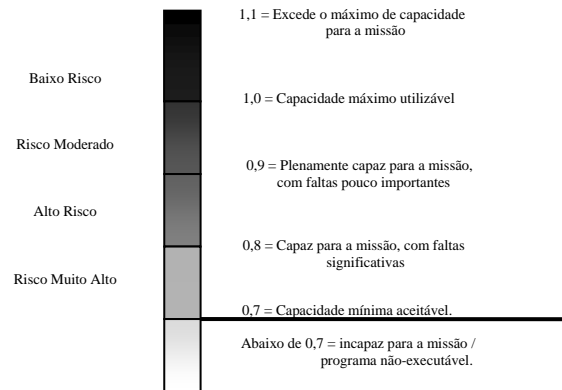 1,1 = Excede o máximo de capacidade
para a missão
Baixo Risco
1,0 = Capacidade máximo utilizável
Risco Moderado
0,9 = Plenamente capaz para a missão,
com faltas pouco importantes
Alto Risco
0,8 = Capaz para a missão, com faltas
significativas
Risco Muito Alto
0,7 = Capacidade mínima aceitável.
Abaixo de 0,7 = incapaz para a missão /
programa não-executável.